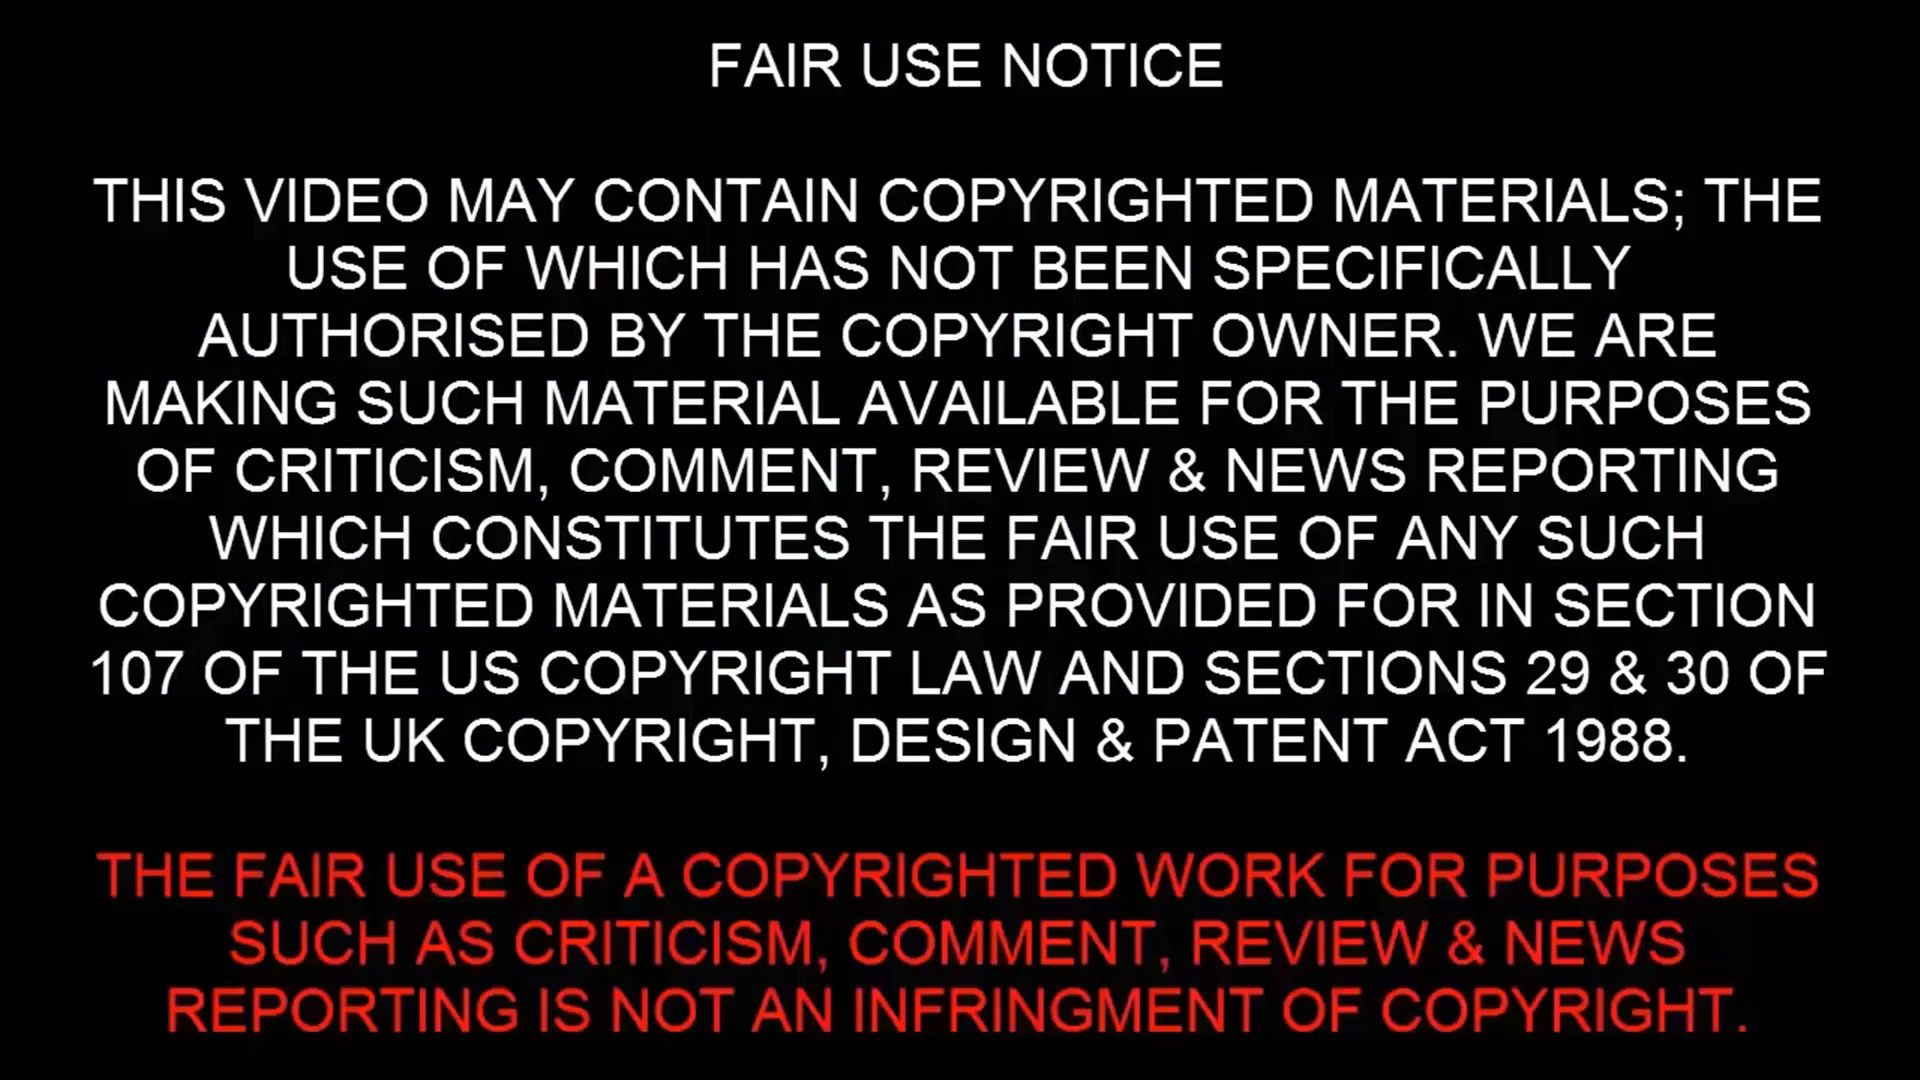 FAIR USE NOTICE
THIS VIDEO MAY CONTAIN COPYRIGHTED MATERIALS; THE
USE OF WHICH HAS NOT BEEN SPECIFICALLY
AUTHORISED BY THE COPYRIGHT OWNER. WE ARE
MAKING SUCH MATERIAL AVAILABLE FOR THE PURPOSES
OF CRITICISM, COMMENT, REVIEW & NEWS REPORTING
WHICH CONSTITUTES THE FAIR USE OF ANY SUCH
COPYRIGHTED MATERIALS AS PROVIDED FOR IN SECTION
107 OF THE US COPYRIGHT LAW AND SECTIONS 29 & 30 OF
THE UK COPYRIGHT, DESIGN & PATENT ACT 1988.
THE FAIR USE OF A COPYRIGHTED WORK FOR PURPOSES
SUCH AS CRITICISM, COMMENT, REVIEW & NEWS
REPORTING IS NOT AN INFRINGMENT OF COPYRIGHT.